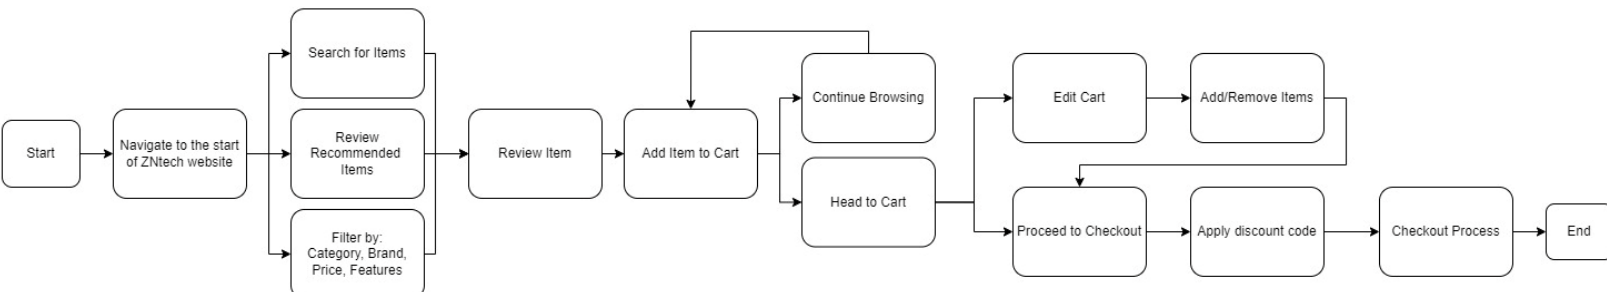 Start
Navigate to the start
of ZNtech website
Search for Items
Review
Recommended
Items
Filter by:
Category, Brand,
Price, Features
Review Item
Add Item to Cart
Continue Browsing
Head to Cart
Edit Cart
Add/Remove Items
Proceed to Checkout
Apply discount code
Checkout Process
End